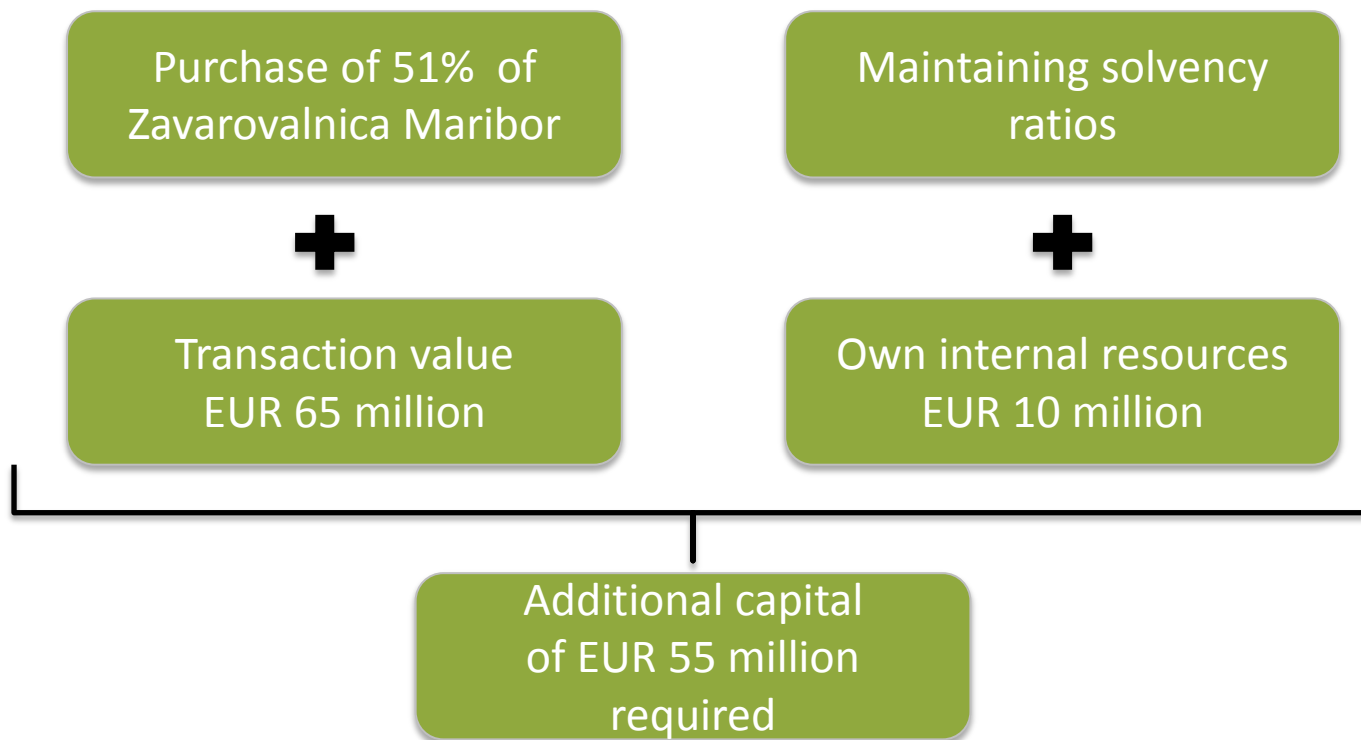 Purchase of 51% of
Zavarovalnica Maribor
Maintaining solvency
ratios
Transaction value
EUR 65 million
Own internal resources
EUR 10 million
Additional capital
of EUR 55 million
required